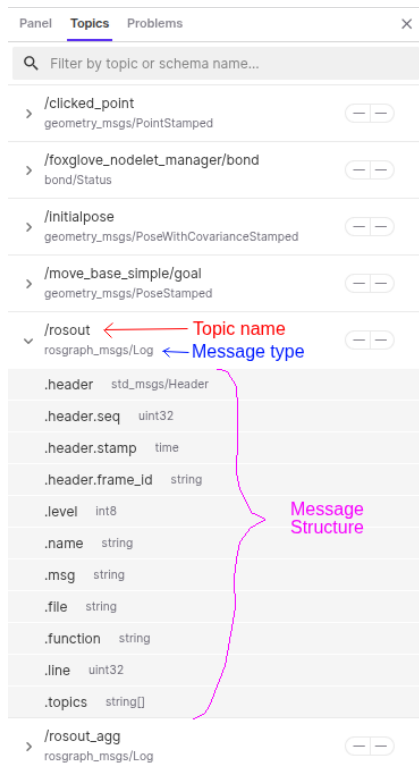 Panel Topics Problems
Filter by topic or schema name...
/clicked_point
geometry_msgs/PointStamped
/foxglove_nodelet_manager/bond
bond/Status
/initialpose
geometry_msgs/PoseWithCovarianceStamped
/move_base_simple/goal
geometry_msgs/PoseStamped
/rosout Topic name
rosgraph_msgs/Log Message type
.header std_msgs/Header
.header.seq uint32
.header.stamp time
.header.frame_id string
.level int8
.name string
Message
Structure
.msg string
.file string
.function string
.line uint32
.topics string[]
/rosout_agg
rosgraph_msgs/Log